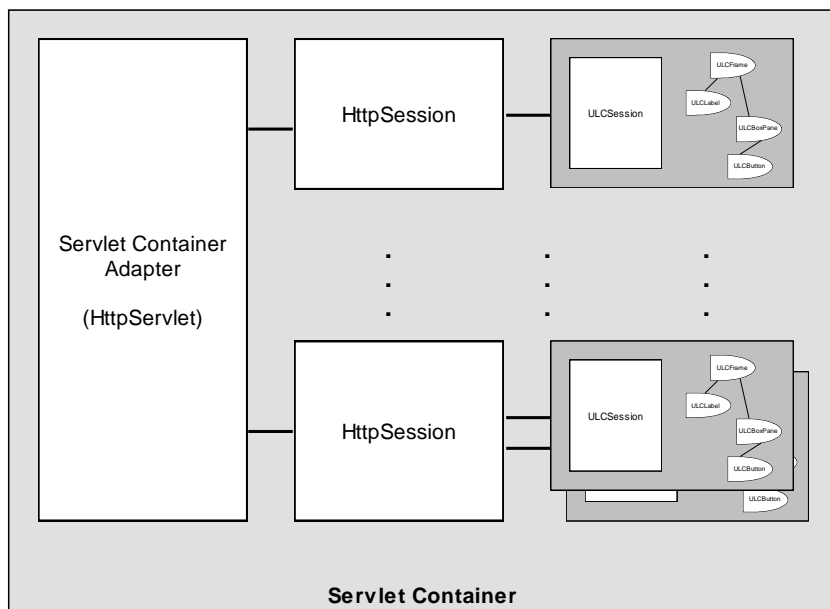 HttpSession
ULCSession
ULCFrame
ULCLabel
ULCBoxPane
ULCButton
Servlet Container
Adapter
(HttpServlet)
HttpSession
ULCSession
ULCFrame
ULCLabel
ULCBoxPane
ULCButton
ULCButton
Servlet Container